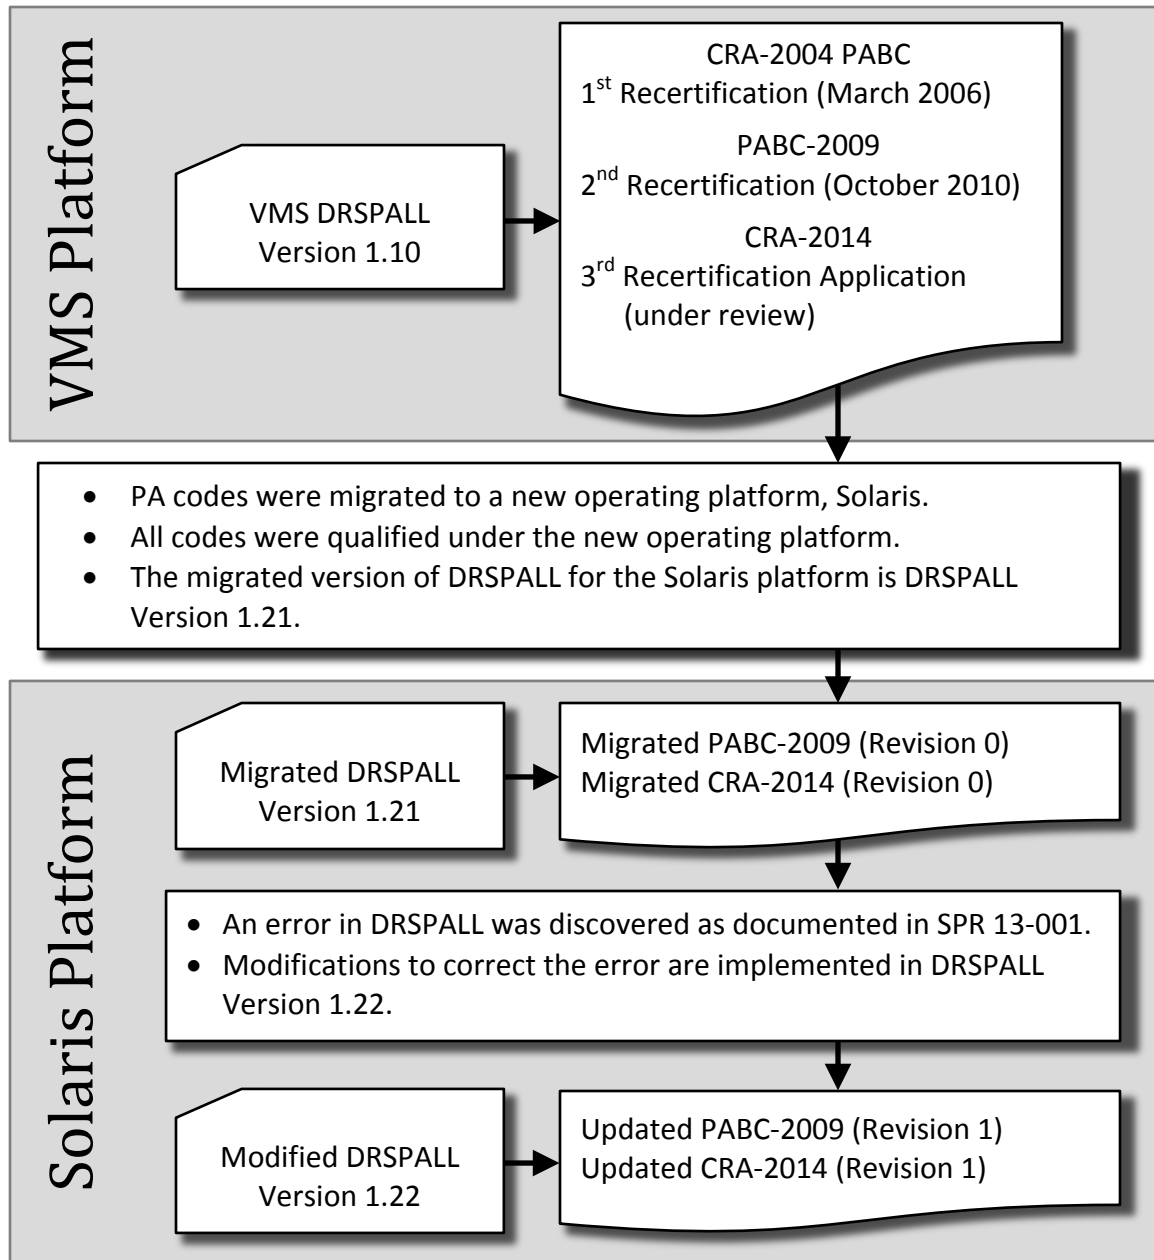 VMS Platform
VMS DRSPALL
Version 1.10
CRA-2004 PABC
1st Recertification (March 2006)
PABC-2009
2nd Recertification (October 2010)
CRA-2014
3rd Recertification Application
(under review)
• PA codes were migrated to a new operating platform, Solaris.
• All codes were qualified under the new operating platform.
• The migrated version of DRSPALL for the Solaris platform is DRSPALL
Version 1.21.
Solaris Platform
Migrated DRSPALL
Version 1.21
Migrated PABC-2009 (Revision 0)
Migrated CRA-2014 (Revision 0)
• An error in DRSPALL was discovered as documented in SPR 13-001.
• Modifications to correct the error are implemented in DRSPALL
Version 1.22.
Modified DRSPALL
Version 1.22
Updated PABC-2009 (Revision 1)
Updated CRA-2014 (Revision 1)